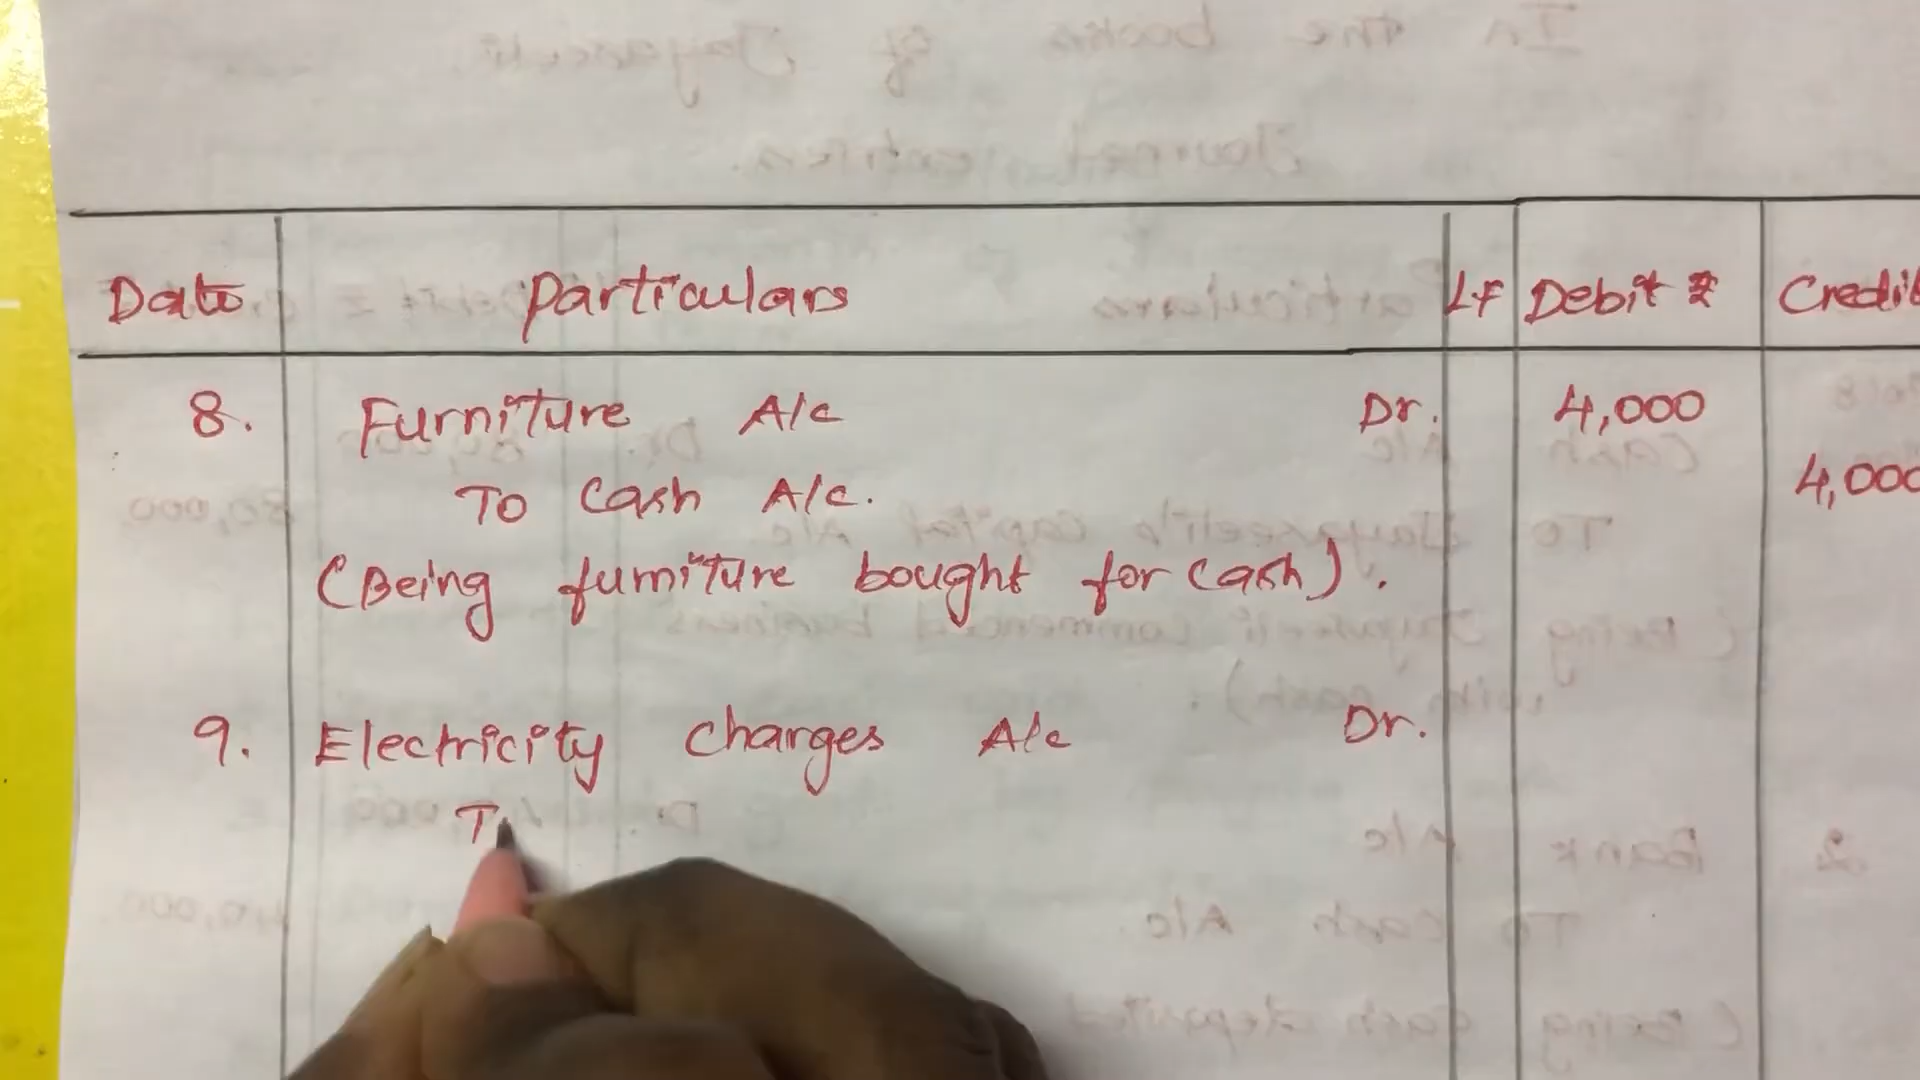 Date Particulars LF Debit ₹ Credit
8. Furniture A/c Dr. 4,000
To Cash A/c. 4,000
(Being furniture bought for cash).
9. Electricity charges A/c Dr.
T